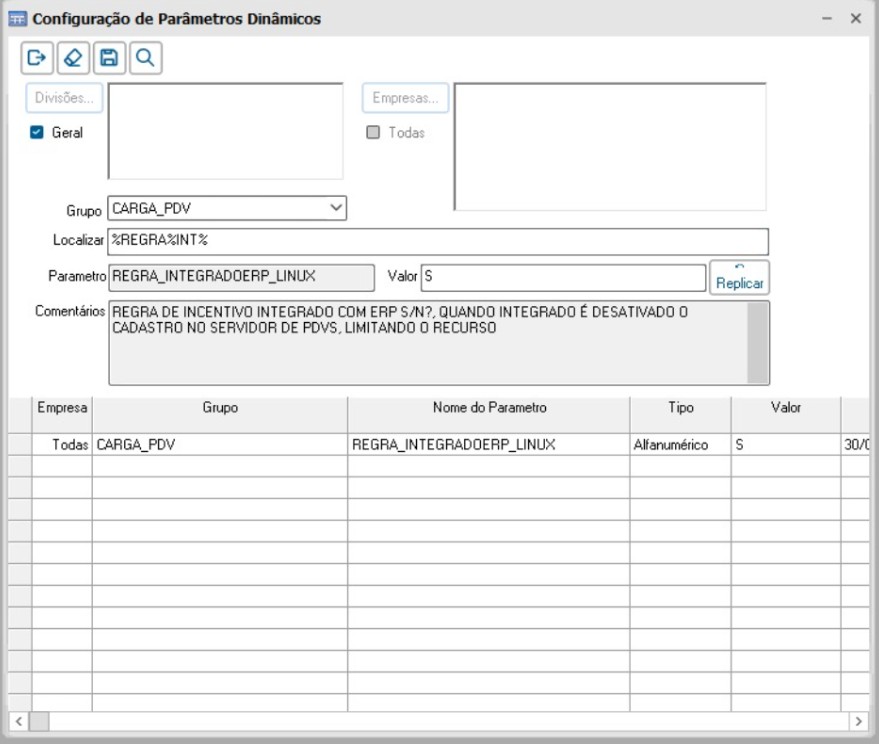 Configuração de Parâmetros Dinâmicos
Divisões...
Empresas...
Geral
Todas
Grupo CARGA_PDV
Localizar %REGRA%INT%
Parametro REGRA_INTEGRADOERP_LINUX Valor S Replicar
Comentários REGRA DE INCENTIVO INTEGRADO COM ERP S/N?, QUANDO INTEGRADO É DESATIVADO O
CADASTRO NO SERVIDOR DE PDVS, LIMITANDO O RECURSO
Empresa Grupo Nome do Parametro Tipo Valor
Todas CARGA_PDV REGRA_INTEGRADOERP_LINUX Alfanumérico S